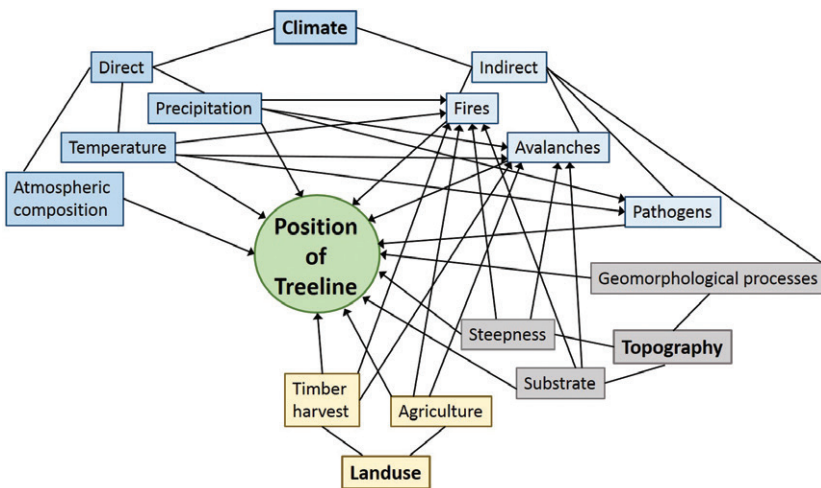 Climate
Direct
Indirect
Precipitation
Fires
Temperature
Avalanches
Atmospheric
composition
Pathogens
Position
of
Treeline
Geomorphological processes
Steepness
Topography
Substrate
Timber
harvest
Agriculture
Landuse